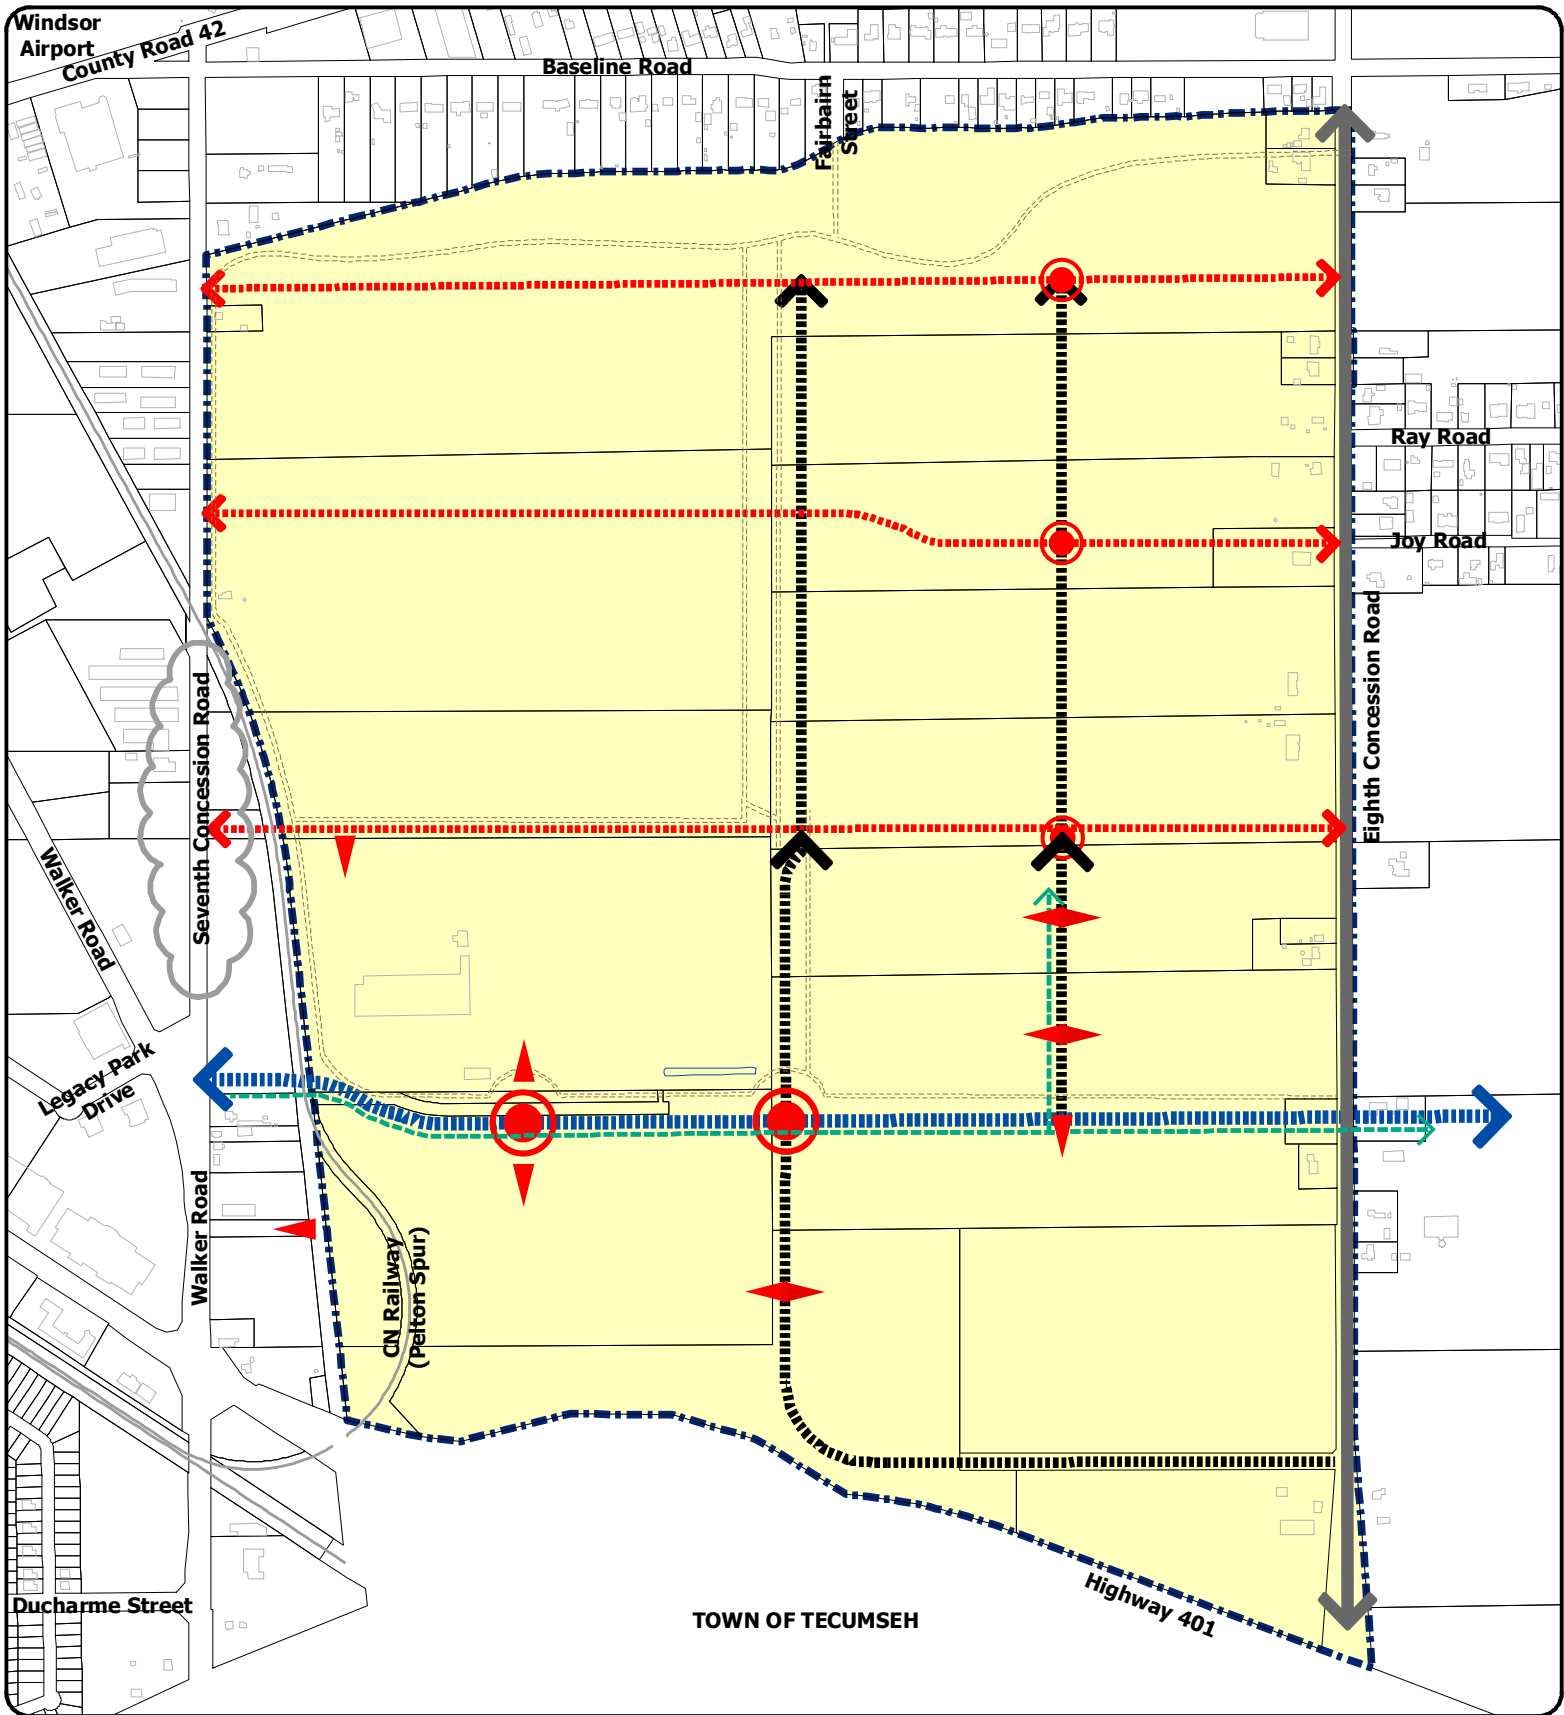 Windsor
Airport
County Road 42
Baseline Road
Fairbairn
Street
Ray Road
Joy Road
Eighth Concession Road
Seventh Concession Road
Walker Road
Legacy Park
Drive
Walker Road
CN Railway
(Pelton Spur)
Highway 401
Ducharme Street
TOWN OF TECUMSEH